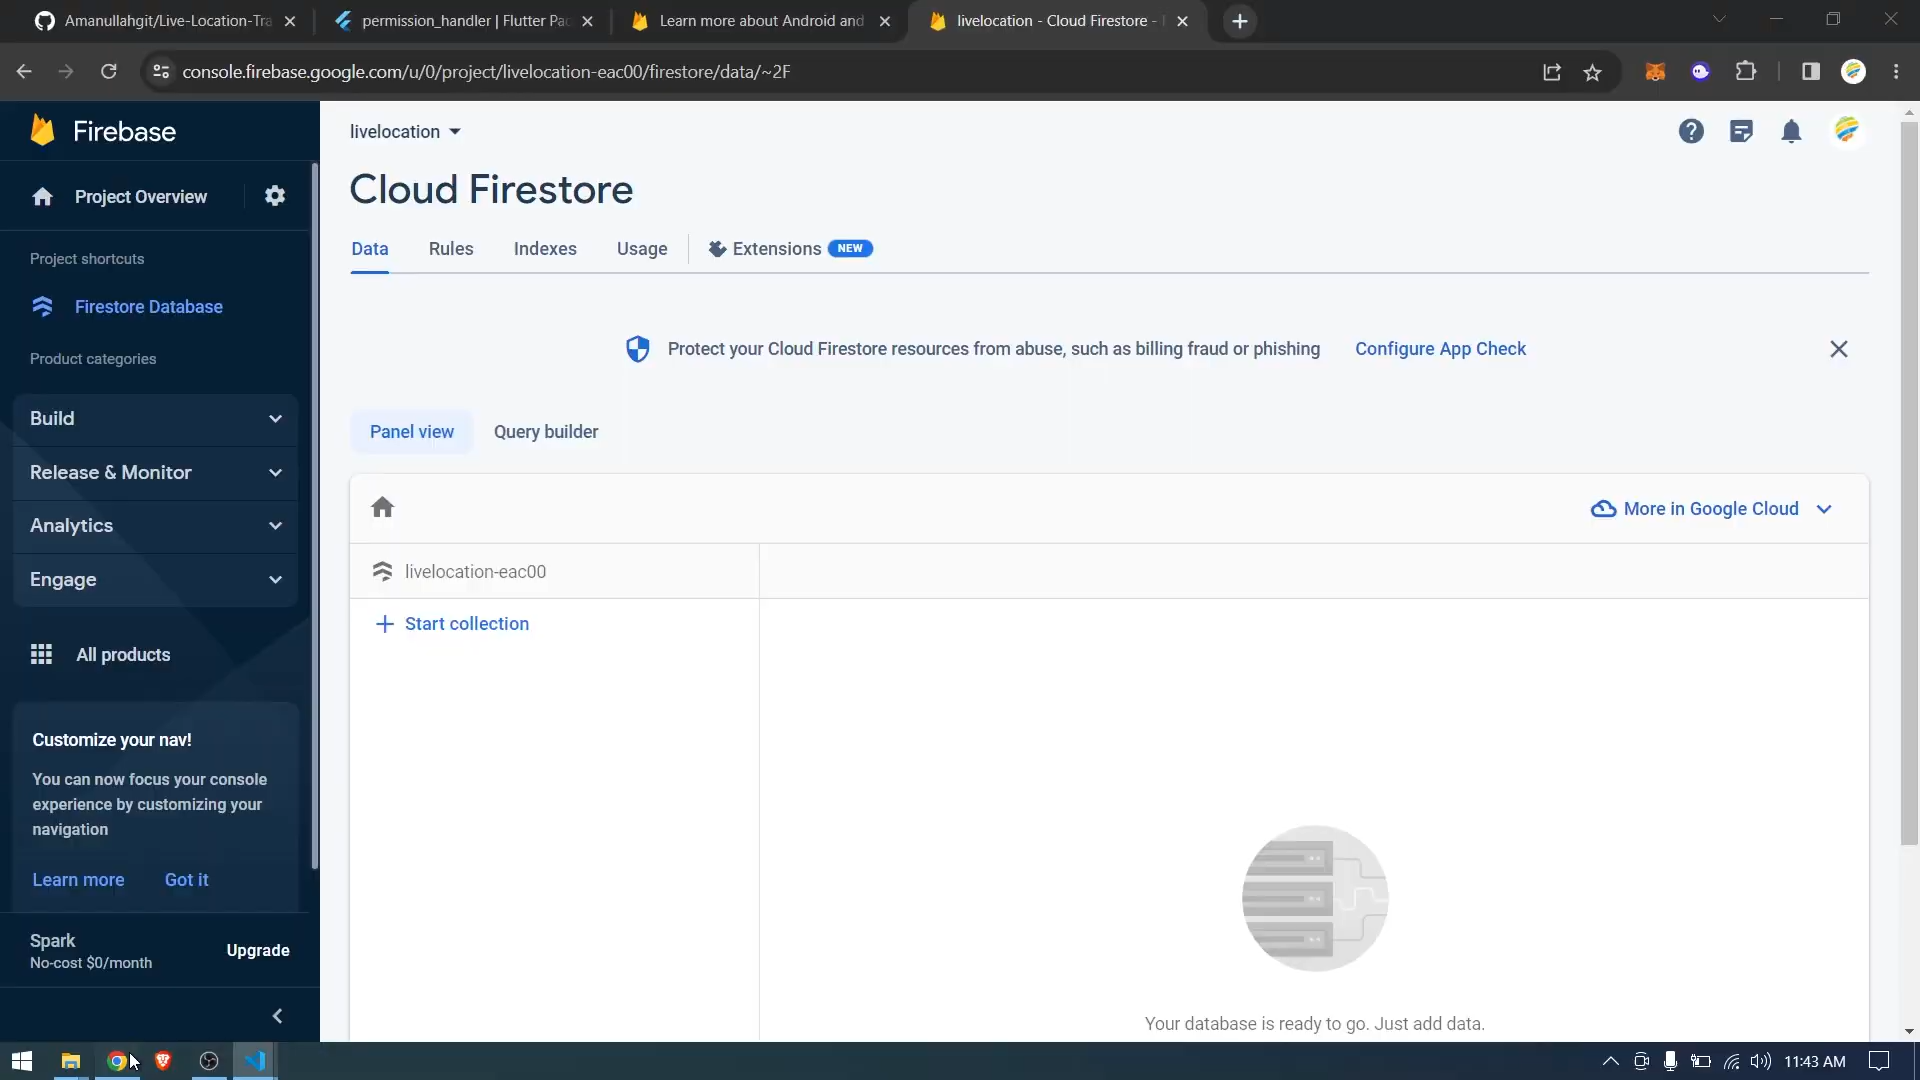 Amanullahgit/Live-Location-Tra
permission_handler | Flutter Pac
Learn more about Android and
livelocation - Cloud Firestore -
console.firebase.google.com/u/0/project/livelocation-eac00/firestore/data/~2F
Firebase
Project Overview
Project shortcuts
Firestore Database
Product categories
Build
Release & Monitor
Analytics
Engage
All products
Customize your nav!
You can now focus your console
experience by customizing your
navigation
Learn more
Got it
Spark
No-cost $0/month
Upgrade
livelocation
Cloud Firestore
Data
Rules
Indexes
Usage
Extensions
NEW
Protect your Cloud Firestore resources from abuse, such as billing fraud or phishing
Configure App Check
Panel view
Query builder
More in Google Cloud
livelocation-eac00
Start collection
Your database is ready to go. Just add data.
11:43 AM